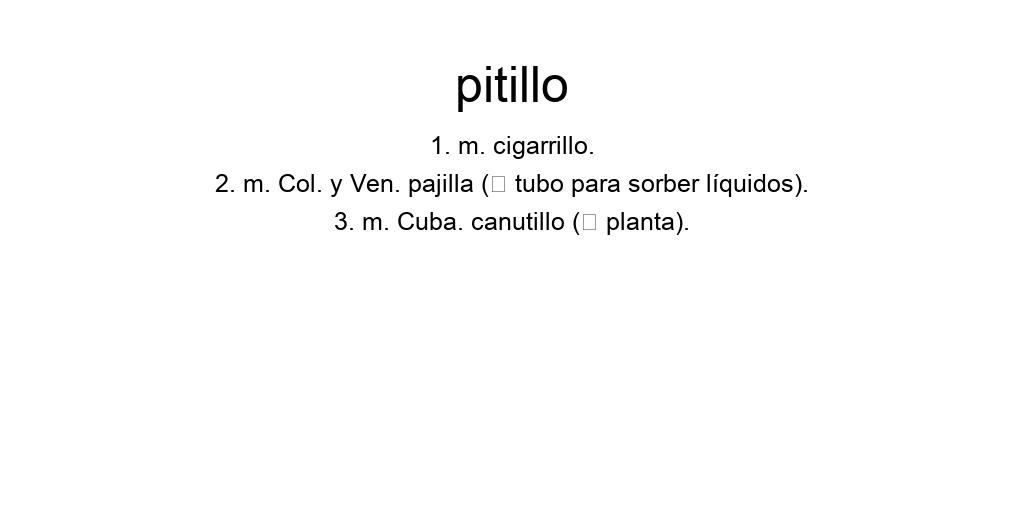 pitillo
1. m. cigarrillo.
2. m. Col. y Ven. pajilla (□ tubo para sorber líquidos).
3. m. Cuba. canutillo (□ planta).